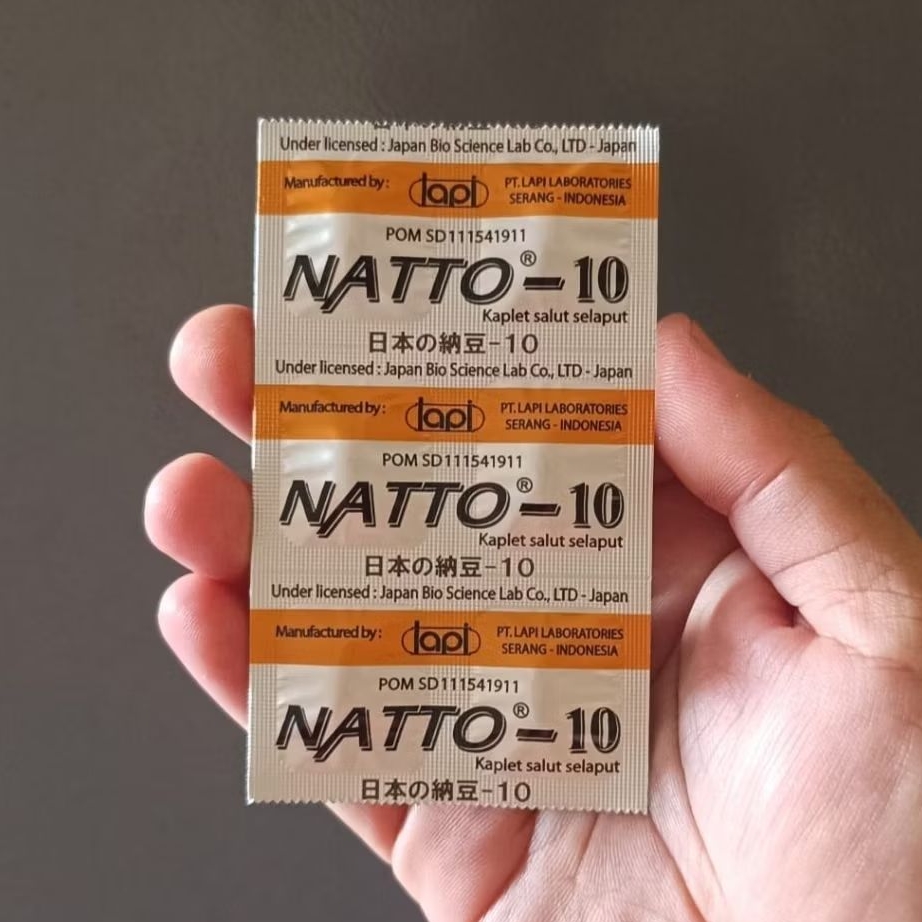 Under licensed : Japan Bio Science Lab Co., LTD - Japan
Manufactured by : lapi PT. LAPI LABORATORIES
SERANG - INDONESIA
POM SD111541911
NATTO®-10
Kaplet salut selaput
日本の納豆-10
Under licensed : Japan Bio Science Lab Co., LTD - Japan
Manufactured by : lapi PT. LAPI LABORATORIES
SERANG - INDONESIA
POM SD111541911
NATTO®-10
Kaplet salut selaput
日本の納豆-10
Under licensed : Japan Bio Science Lab Co., LTD - Japan
Manufactured by : lapi PT. LAPI LABORATORIES
SERANG - INDONESIA
POM SD111541911
NATTO®-10
Kaplet salut selaput
日本の納豆-10